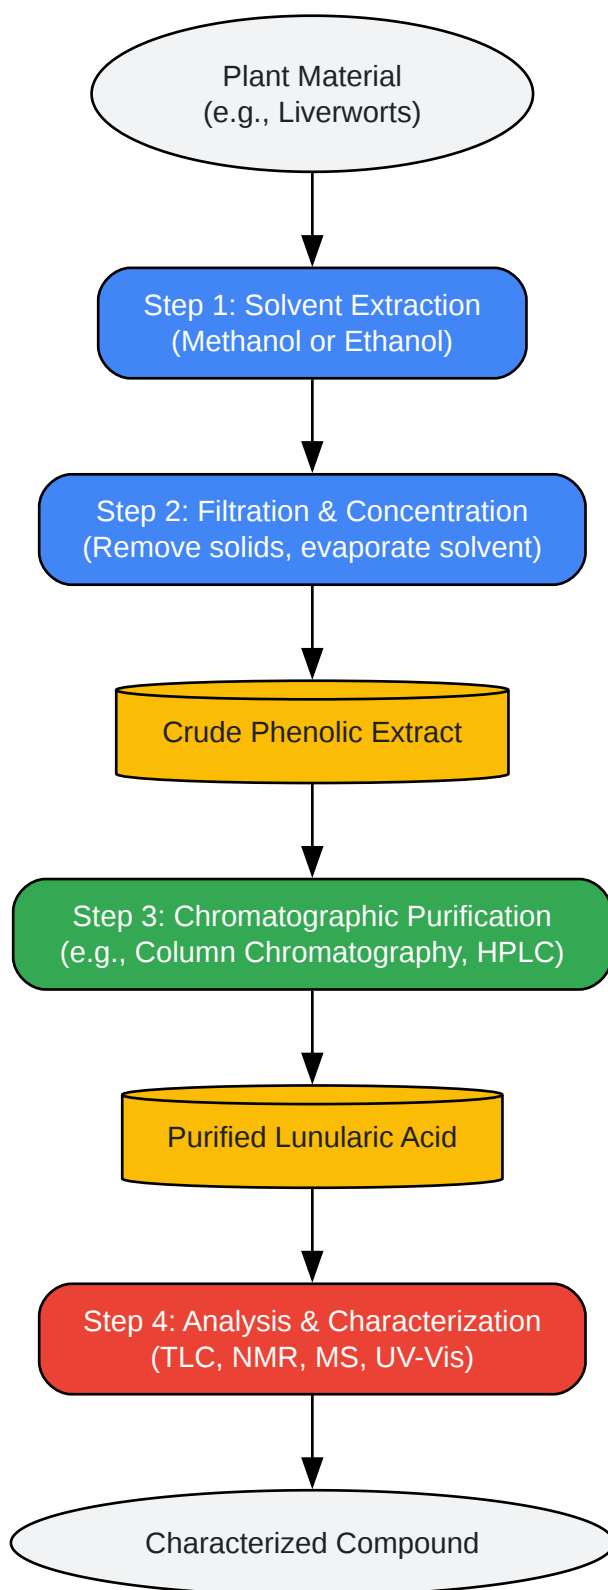 Plant Material
(e.g., Liverworts)
Step 1: Solvent Extraction
(Methanol or Ethanol)
Step 2: Filtration & Concentration
(Remove solids, evaporate solvent)
Crude Phenolic Extract
Step 3: Chromatographic Purification
(e.g., Column Chromatography, HPLC)
Purified Lunularic Acid
Step 4: Analysis & Characterization
(TLC, NMR, MS, UV-Vis)
Characterized Compound